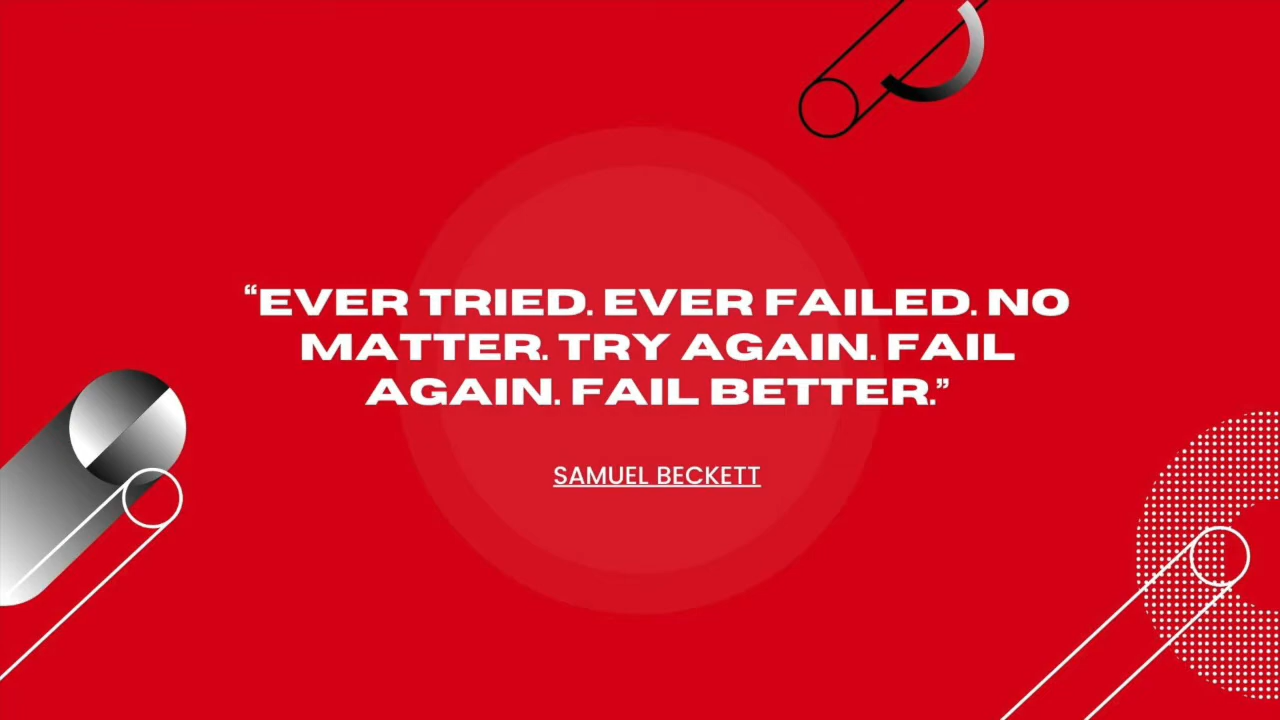 “EVER TRIED. EVER FAILED. NO
MATTER. TRY AGAIN. FAIL
AGAIN. FAIL BETTER.”
SAMUEL BECKETT